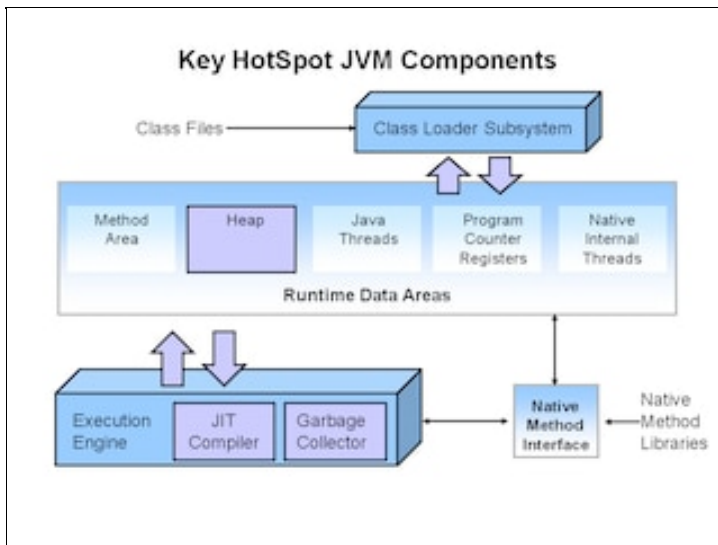 Key HotSpot JVM Components
Class Files
Class Loader Subsystem
Method
Area
Heap
Java
Threads
Program
Counter
Registers
Native
Internal
Threads
Runtime Data Areas
Execution
Engine
JIT
Compiler
Garbage
Collector
Native
Method
Interface
Native
Method
Libraries